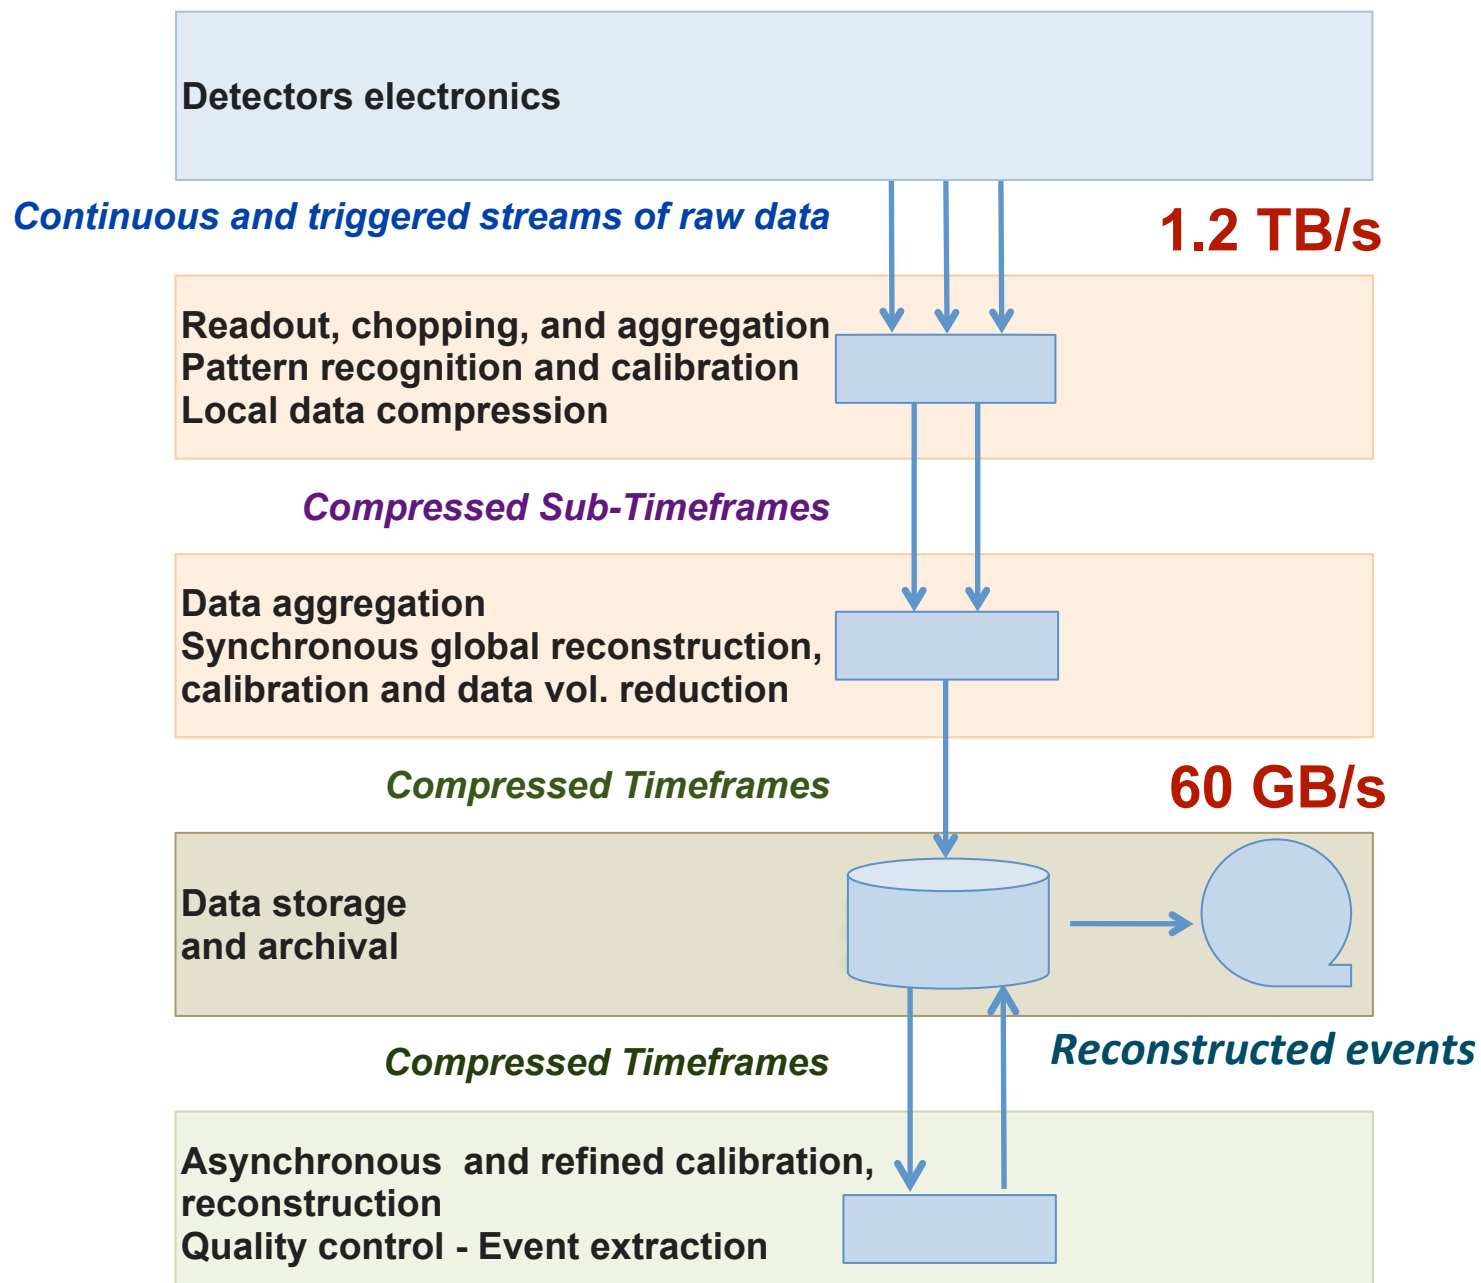 Detectors electronics
Continuous and triggered streams of raw data
1.2 TB/s
Readout, chopping, and aggregation
Pattern recognition and calibration
Local data compression
Compressed Sub-Timeframes
Data aggregation
Synchronous global reconstruction,
calibration and data vol. reduction
Compressed Timeframes
60 GB/s
Data storage
and archival
Compressed Timeframes
Reconstructed events
Asynchronous  and refined calibration,
reconstruction
Quality control - Event extraction